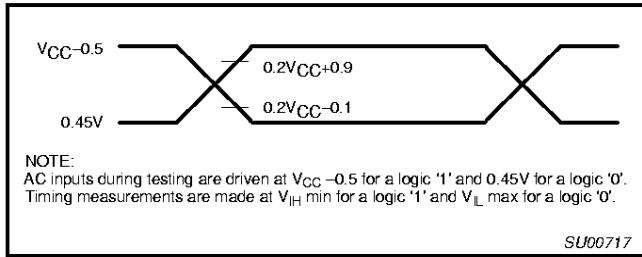 VCC–0.5
0.2VCC+0.9
0.2VCC–0.1
0.45V
NOTE:
AC inputs during testing are driven at VCC –0.5 for a logic '1' and 0.45V for a logic '0'.
Timing measurements are made at VIH min for a logic '1' and VIL max for a logic '0'.
SU00717